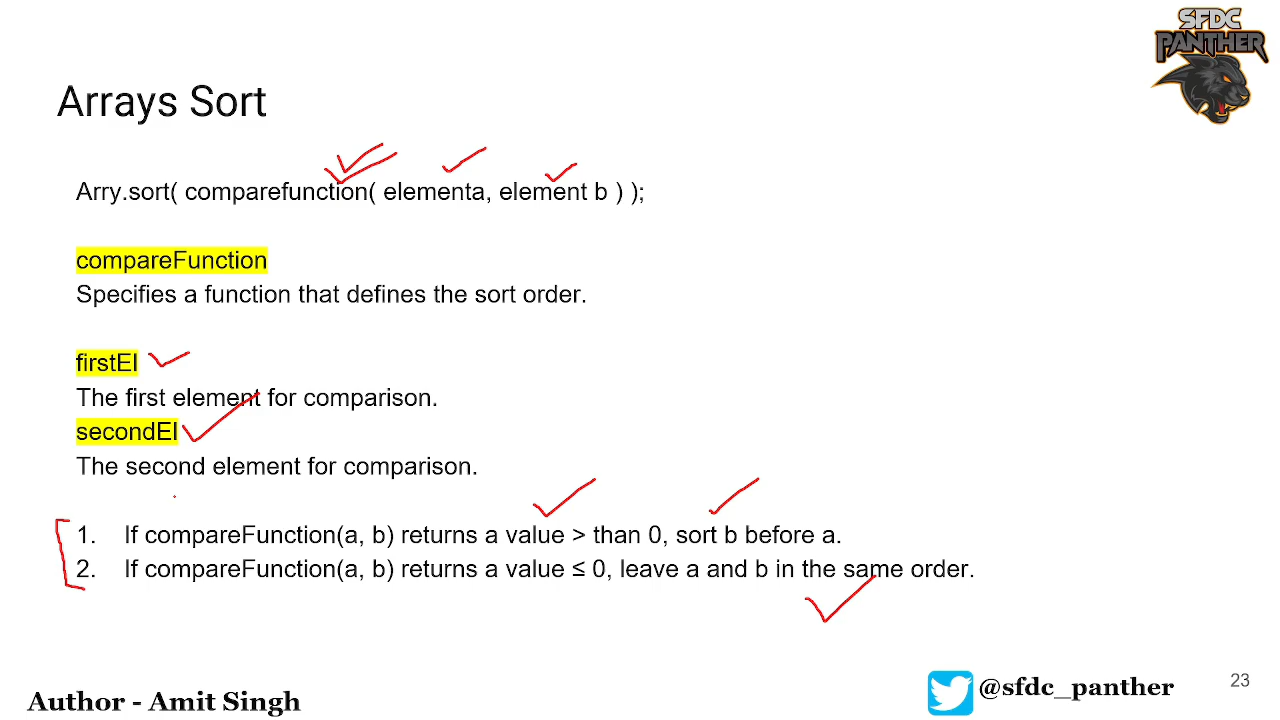 SFDC
PANTHER
Arrays Sort
Arry.sort( comparefunction( elementa, element b ) );
compareFunction
Specifies a function that defines the sort order.
firstEl
The first element for comparison.
secondEl
The second element for comparison.
1. If compareFunction(a, b) returns a value > than 0, sort b before a.
2. If compareFunction(a, b) returns a value ≤ 0, leave a and b in the same order.
Author - Amit Singh
@sfdc_panther
23